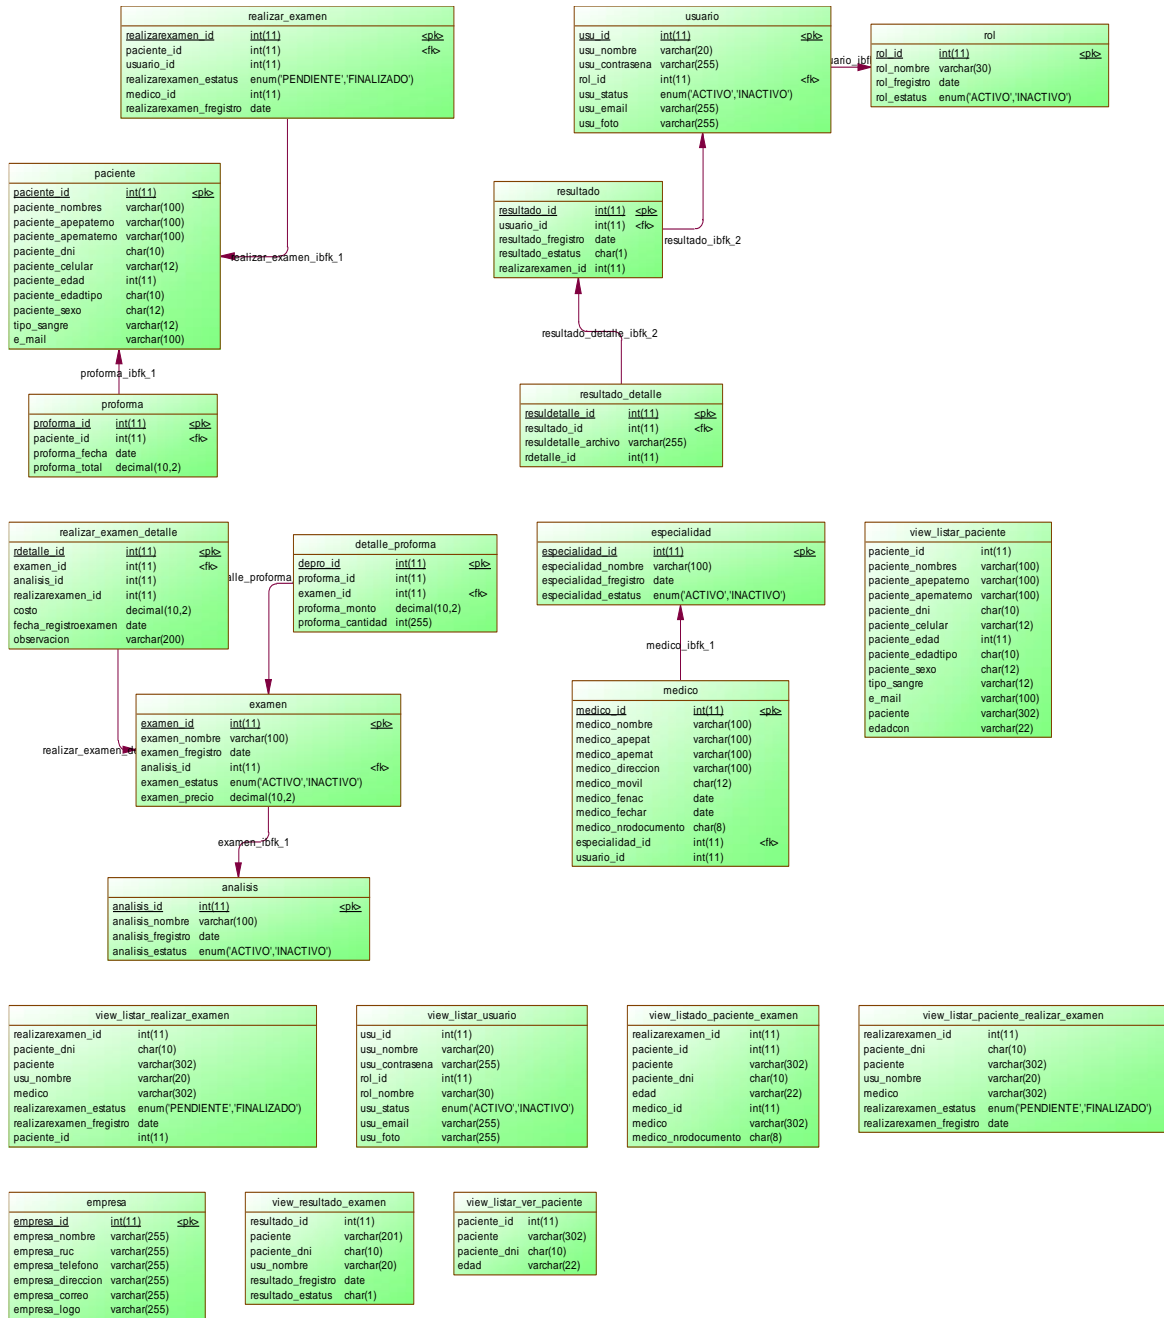 realizar_examen
realizarexamen_id int(11) <pk>
paciente_id int(11) <fk>
usuario_id int(11)
realizarexamen_estatus enum('PENDIENTE','FINALIZADO')
medico_id int(11)
realizarexamen_fregistro date
usuario
usu_id int(11) <pk>
usu_nombre varchar(20)
usu_contrasena varchar(255)
rol_id int(11) <fk>
usu_status enum('ACTIVO','INACTIVO')
usu_email varchar(255)
usu_foto varchar(255)
rol
rol_id int(11) <pk>
rol_nombre varchar(30)
rol_fregistro date
rol_estatus enum('ACTIVO','INACTIVO')
paciente
paciente_id int(11) <pk>
paciente_nombres varchar(100)
paciente_apepaterno varchar(100)
paciente_apematerno varchar(100)
paciente_dni char(10)
paciente_celular varchar(12)
paciente_edad int(11)
paciente_edadtipo char(10)
paciente_sexo char(12)
tipo_sangre varchar(12)
e_mail varchar(100)
realizar_examen_ibfk_1
resultado
resultado_id int(11) <pk>
usuario_id int(11) <fk>
resultado_fregistro date
resultado_estatus char(1)
realizarexamen_id int(11)
resultado_ibfk_2
resultado_detalle_ibfk_2
proforma_ibfk_1
proforma
proforma_id int(11) <pk>
paciente_id int(11) <fk>
proforma_fecha date
proforma_total decimal(10,2)
resultado_detalle
resuldetalle_id int(11) <pk>
resultado_id int(11) <fk>
resuldetalle_archivo varchar(255)
rdetalle_id int(11)
realizar_examen_detalle
rdetalle_id int(11) <pk>
examen_id int(11) <fk>
analisis_id int(11)
realizarexamen_id int(11)
costo decimal(10,2)
fecha_registroexamen date
observacion varchar(200)
detalle_proforma
depro_id int(11) <pk>
proforma_id int(11)
examen_id int(11) <fk>
proforma_monto decimal(10,2)
proforma_cantidad int(255)
alle_proforma
especialidad
especialidad_id int(11) <pk>
especialidad_nombre varchar(100)
especialidad_fregistro date
especialidad_estatus enum('ACTIVO','INACTIVO')
view_listar_paciente
paciente_id int(11)
paciente_nombres varchar(100)
paciente_apepaterno varchar(100)
paciente_apematerno varchar(100)
paciente_dni char(10)
paciente_celular varchar(12)
paciente_edad int(11)
paciente_edadtipo char(10)
paciente_sexo char(12)
tipo_sangre varchar(12)
e_mail varchar(100)
paciente varchar(302)
edadcon varchar(22)
medico_ibfk_1
medico
medico_id int(11) <pk>
medico_nombre varchar(100)
medico_apepat varchar(100)
medico_apemat varchar(100)
medico_direccion varchar(100)
medico_movil char(12)
medico_fenac date
medico_fechar date
medico_nrodocumento char(8)
especialidad_id int(11) <fk>
usuario_id int(11)
examen
examen_id int(11) <pk>
examen_nombre varchar(100)
examen_fregistro date
analisis_id int(11) <fk>
examen_estatus enum('ACTIVO','INACTIVO')
examen_precio decimal(10,2)
examen_ibfk_1
analisis
analisis_id int(11) <pk>
analisis_nombre varchar(100)
analisis_fregistro date
analisis_estatus enum('ACTIVO','INACTIVO')
view_listar_realizar_examen
realizarexamen_id int(11)
paciente_dni char(10)
paciente varchar(302)
usu_nombre varchar(20)
medico varchar(302)
realizarexamen_estatus enum('PENDIENTE','FINALIZADO')
realizarexamen_fregistro date
paciente_id int(11)
view_listar_usuario
usu_id int(11)
usu_nombre varchar(20)
usu_contrasena varchar(255)
rol_id int(11)
rol_nombre varchar(30)
usu_status enum('ACTIVO','INACTIVO')
usu_email varchar(255)
usu_foto varchar(255)
view_listado_paciente_examen
realizarexamen_id int(11)
paciente_id int(11)
paciente varchar(302)
paciente_dni char(10)
edad varchar(22)
medico_id int(11)
medico varchar(302)
medico_nrodocumento char(8)
view_listar_paciente_realizar_examen
realizarexamen_id int(11)
paciente_dni char(10)
paciente varchar(302)
usu_nombre varchar(20)
medico varchar(302)
realizarexamen_estatus enum('PENDIENTE','FINALIZADO')
realizarexamen_fregistro date
empresa
empresa_id int(11) <pk>
empresa_nombre varchar(255)
empresa_ruc varchar(255)
empresa_telefono varchar(255)
empresa_direccion varchar(255)
empresa_correo varchar(255)
empresa_logo varchar(255)
view_resultado_examen
resultado_id int(11)
paciente varchar(201)
paciente_dni char(10)
usu_nombre varchar(20)
resultado_fregistro date
resultado_estatus char(1)
view_listar_ver_paciente
paciente_id int(11)
paciente varchar(302)
paciente_dni char(10)
edad varchar(22)